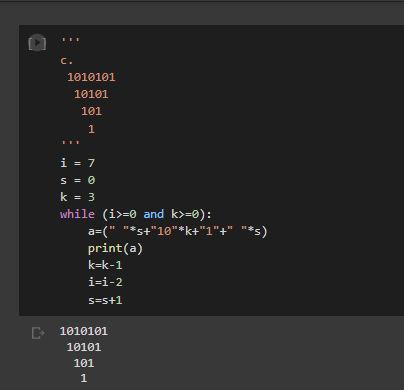 '''
c.
 1010101
  10101
   101
    1
'''
i = 7
s = 0
k = 3
while (i>=0 and k>=0):
    a=(" "*s+"10"*k+"1"+" "*s)
    print(a)
    k=k-1
    i=i-2
    s=s+1
1010101
 10101
  101
   1